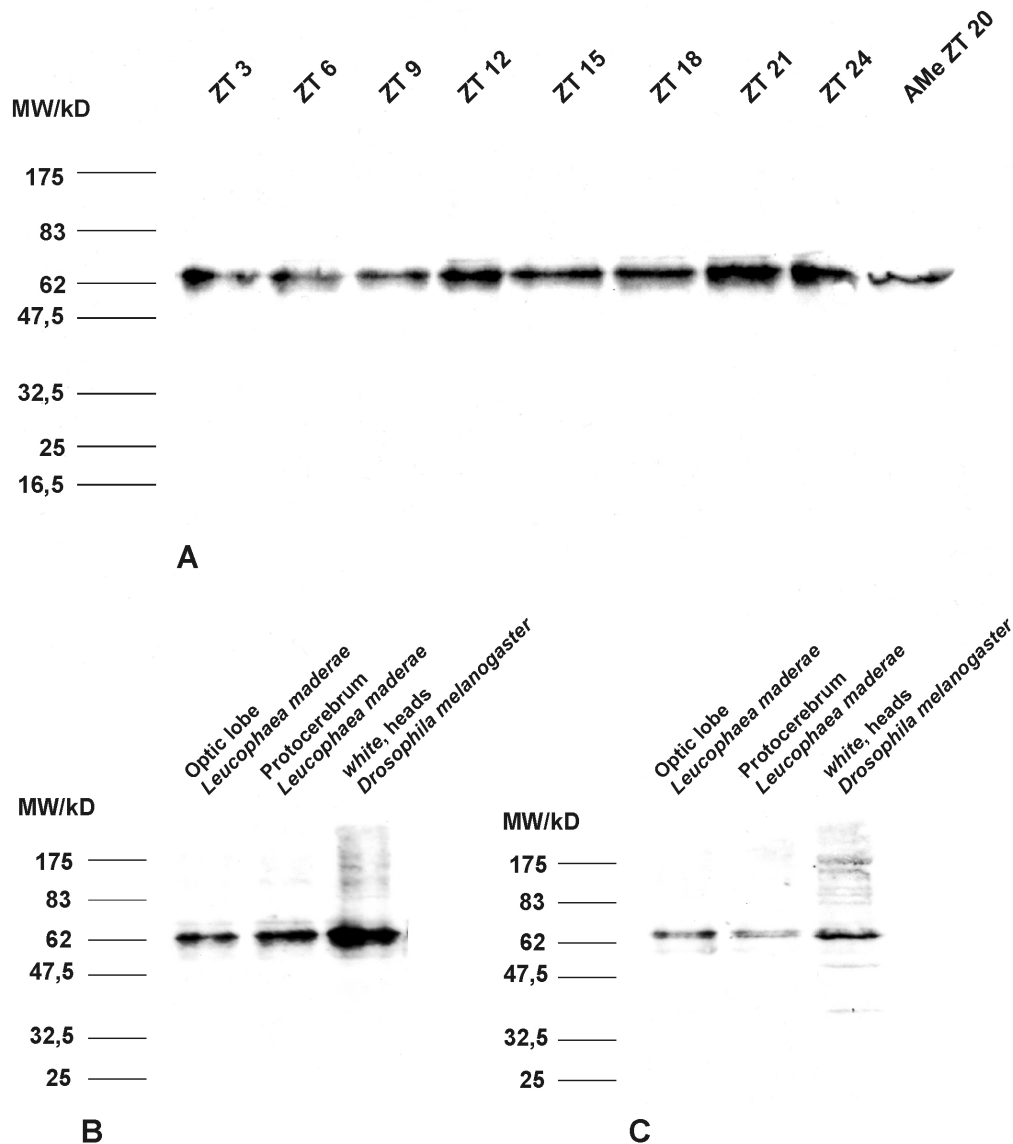 ZT 3
ZT 6
ZT 9
ZT 12
ZT 15
ZT 18
ZT 21
ZT 24
AMe ZT 20
MW/kD
175
83
62
47,5
32,5
25
16,5
A
Optic lobe
Leucophaea maderae
Protocerebrum
Leucophaea maderae
white, heads
Drosophila melanogaster
MW/kD
175
83
62
47,5
32,5
25
B
Optic lobe
Leucophaea maderae
Protocerebrum
Leucophaea maderae
white, heads
Drosophila melanogaster
MW/kD
175
83
62
47,5
32,5
25
C